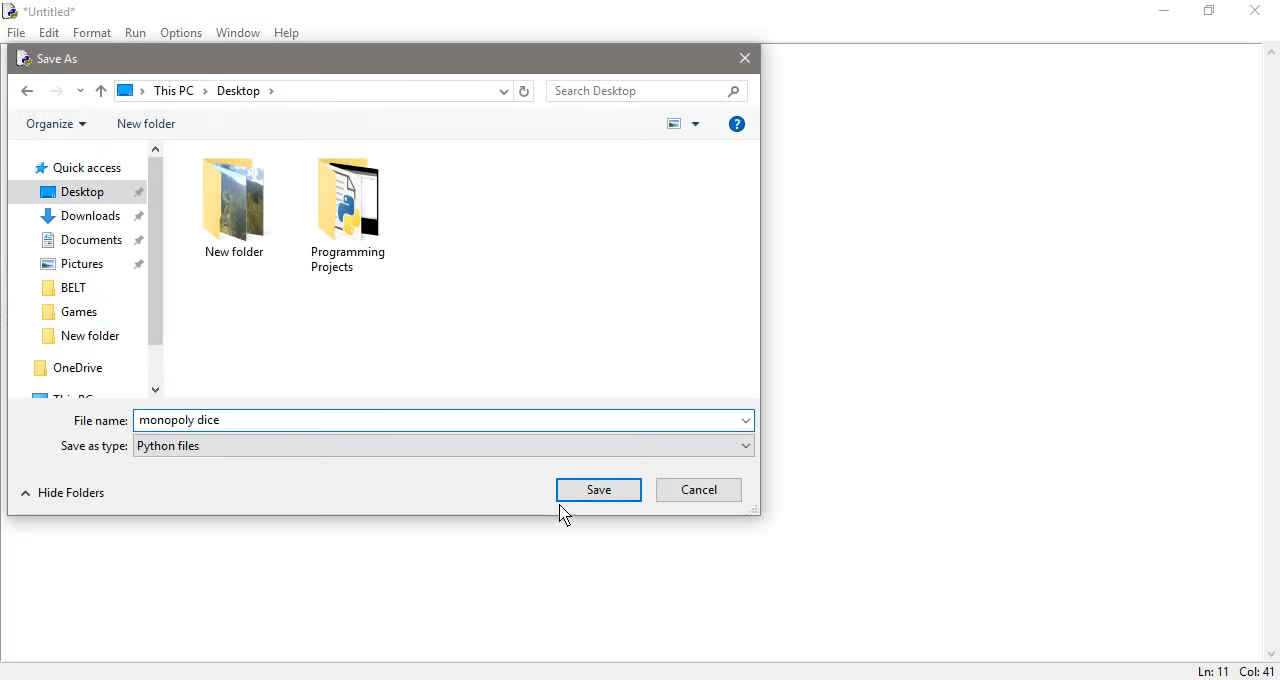 *Untitled*
File Edit Format Run Options Window Help
Save As
This PC Desktop Search Desktop
Organize New folder
Quick access
Desktop
Downloads
Documents
Pictures
BELT
Games
New folder
OneDrive
This PC
New folder
Programming
Projects
File name: monopoly dice
Save as type: Python files
Hide Folders Save Cancel
Ln: 11 Col: 41